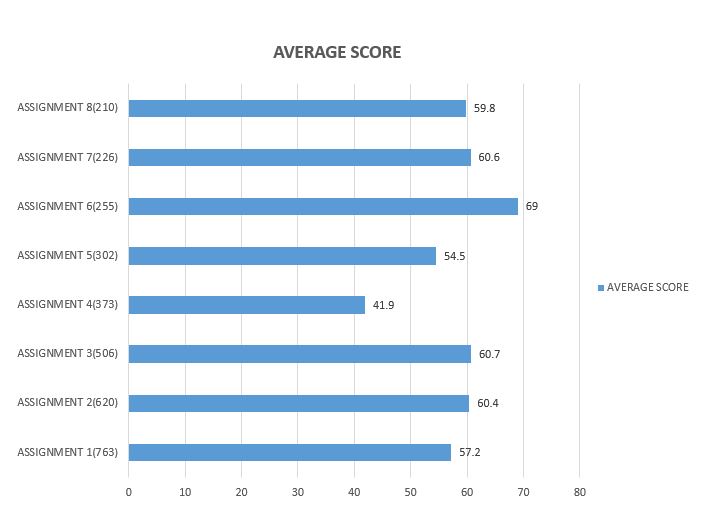 AVERAGE SCORE
ASSIGNMENT 8(210) 59.8
ASSIGNMENT 7(226) 60.6
ASSIGNMENT 6(255) 69
ASSIGNMENT 5(302) 54.5
ASSIGNMENT 4(373) 41.9
ASSIGNMENT 3(506) 60.7
ASSIGNMENT 2(620) 60.4
ASSIGNMENT 1(763) 57.2
0 10 20 30 40 50 60 70 80
AVERAGE SCORE